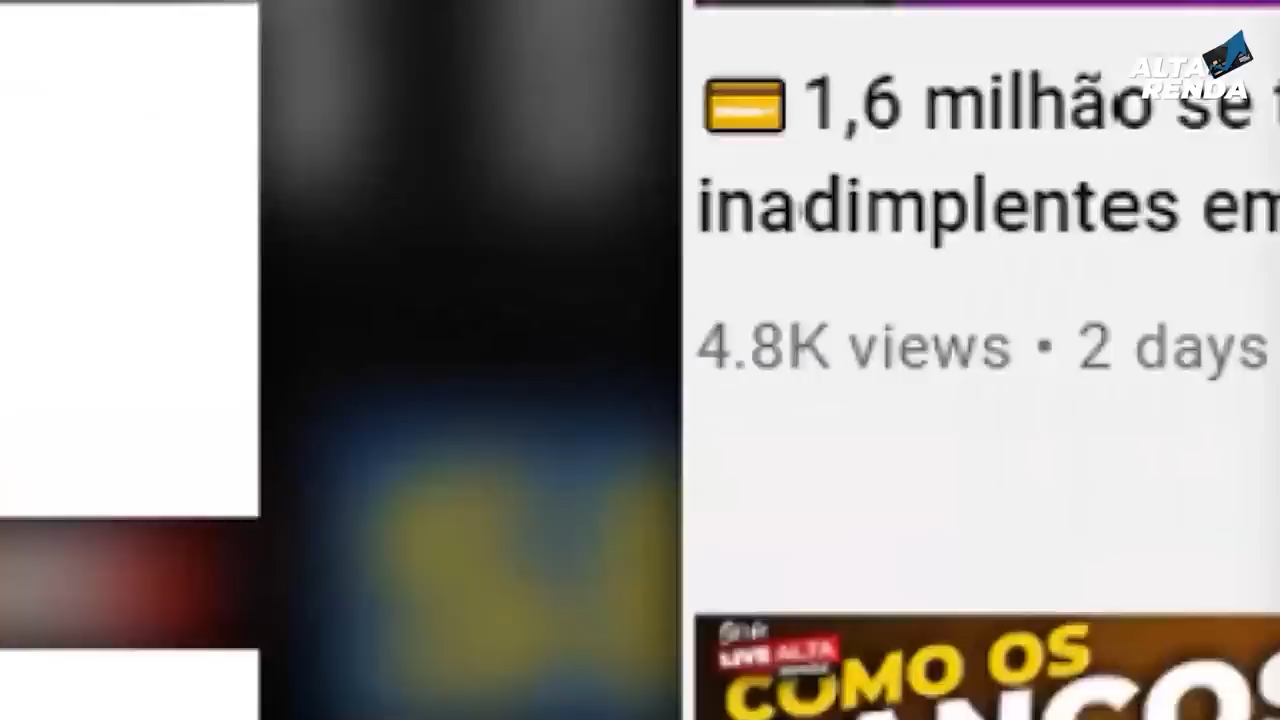 ALTA
RENDA
1,6 milhão se
inadimplentes em
4.8K views • 2 days
LIVE ALTA
COMO OS